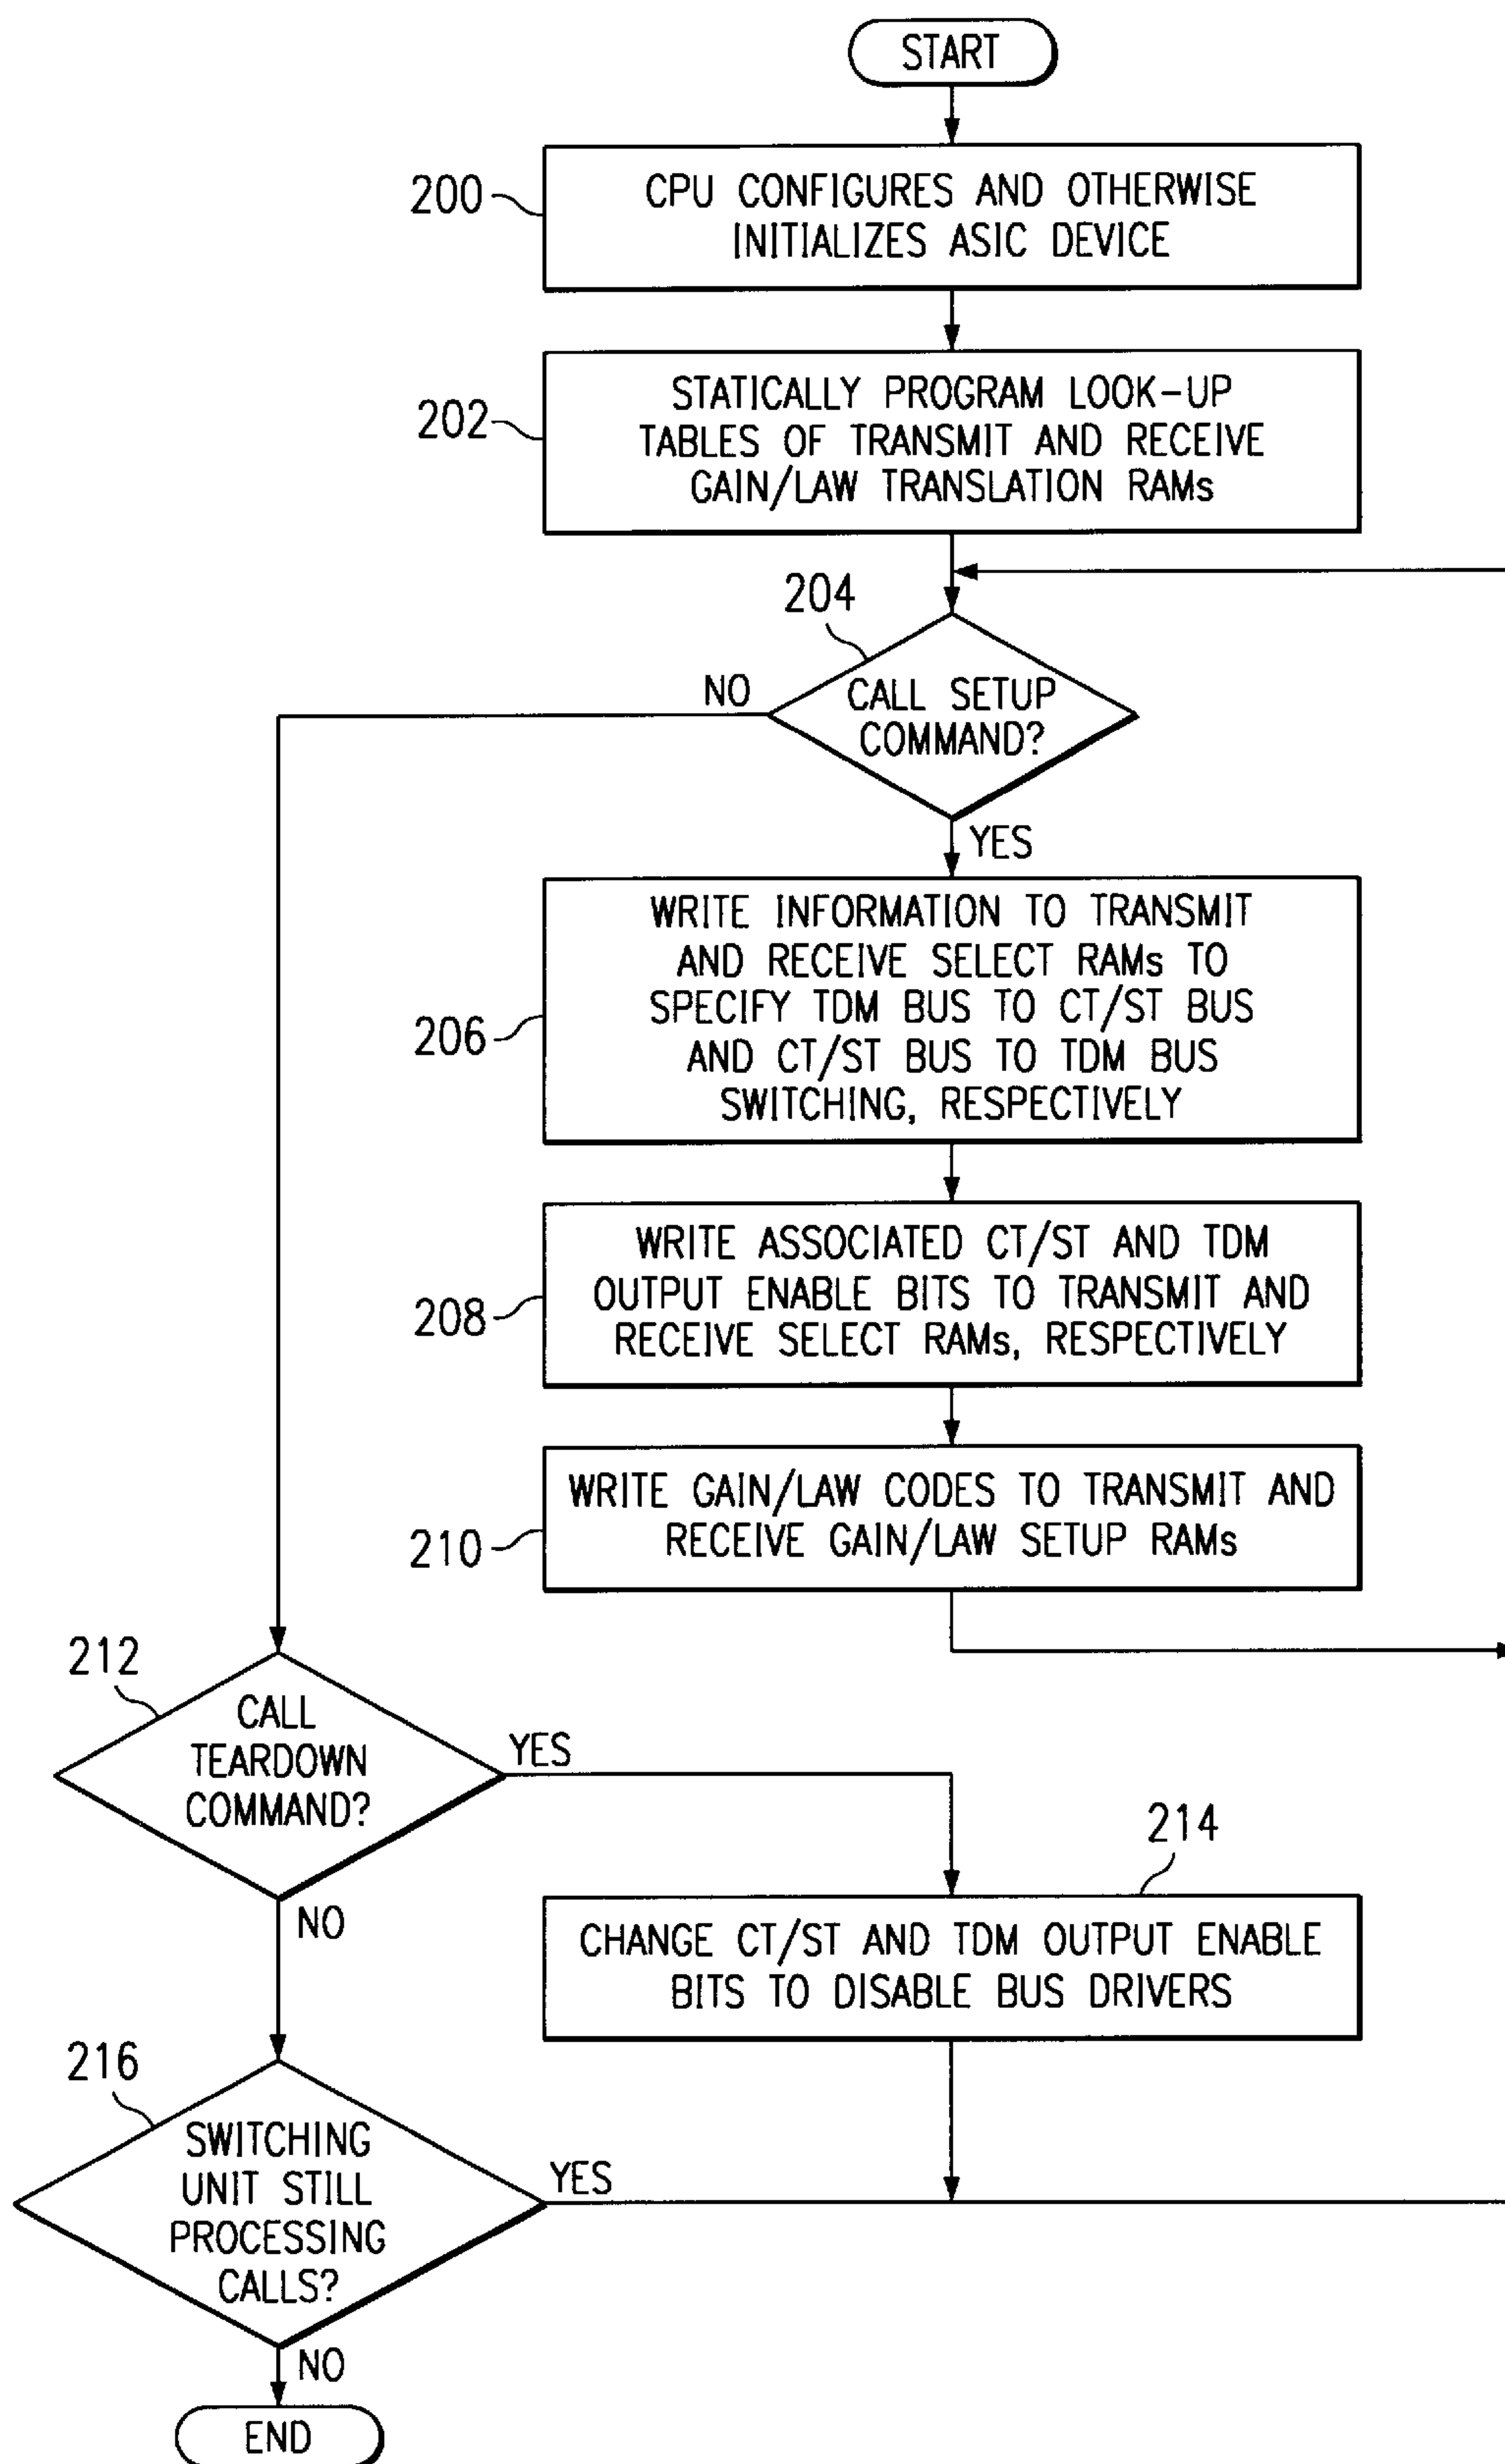 START
200
CPU CONFIGURES AND OTHERWISE
INITIALIZES ASIC DEVICE
202
STATICALLY PROGRAM LOOK-UP
TABLES OF TRANSMIT AND RECEIVE
GAIN/LAW TRANSLATION RAMs
204
NO
CALL SETUP
COMMAND?
YES
206
WRITE INFORMATION TO TRANSMIT
AND RECEIVE SELECT RAMs TO
SPECIFY TDM BUS TO CT/ST BUS
AND CT/ST BUS TO TDM BUS
SWITCHING, RESPECTIVELY
208
WRITE ASSOCIATED CT/ST AND TDM
OUTPUT ENABLE BITS TO TRANSMIT AND
RECEIVE SELECT RAMs, RESPECTIVELY
210
WRITE GAIN/LAW CODES TO TRANSMIT AND
RECEIVE GAIN/LAW SETUP RAMs
212
CALL
TEARDOWN
COMMAND?
YES
NO
214
CHANGE CT/ST AND TDM OUTPUT ENABLE
BITS TO DISABLE BUS DRIVERS
216
SWITCHING
UNIT STILL
PROCESSING
CALLS?
YES
NO
END